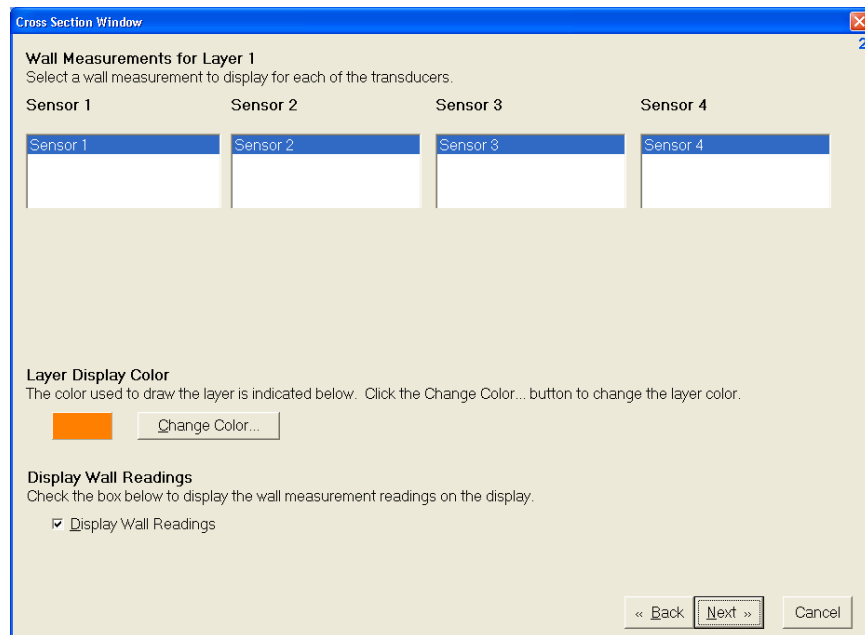 Cross Section Window
2
Wall Measurements for Layer 1
Select a wall measurement to display for each of the transducers.
Sensor 1 Sensor 2 Sensor 3 Sensor 4
Sensor 1 Sensor 2 Sensor 3 Sensor 4
Layer Display Color
The color used to draw the layer is indicated below. Click the Change Color... button to change the layer color.
Change Color...
Display Wall Readings
Check the box below to display the wall measurement readings on the display.
Display Wall Readings
« Back Next » Cancel